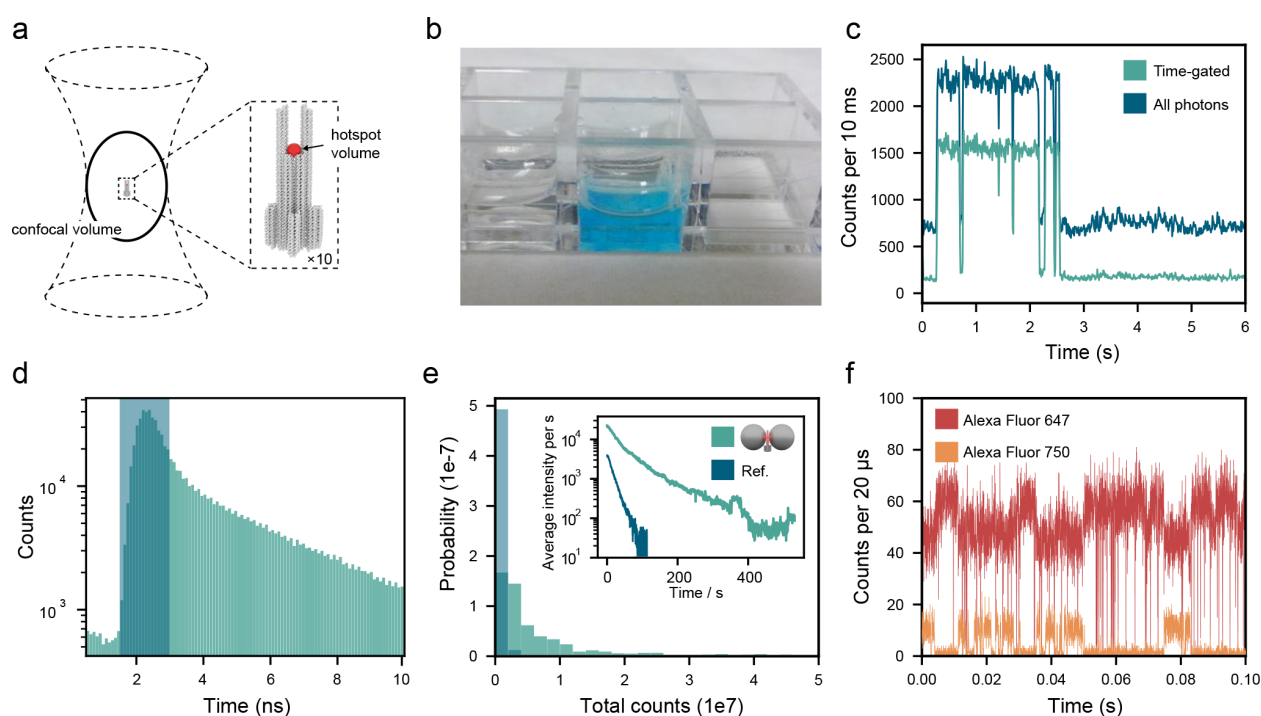 a
hotspot
volume
confocal volume
×10
b
c
2500
2000
1500
1000
500
0
Counts per 10 ms
Time-gated
All photons
0 1 2 3 4 5 6
Time (s)
d
Counts
10⁴
10³
2 4 6 8 10
Time (ns)
e
5
4
3
2
1
0
Probability (1e-7)
Average intensity per s
10⁴
10³
10²
10¹
Ref.
0 200 400
Time / s
0 1 2 3 4 5
Total counts (1e7)
f
100
80
60
40
20
0
Counts per 20 µs
Alexa Fluor 647
Alexa Fluor 750
0.00 0.02 0.04 0.06 0.08 0.10
Time (s)